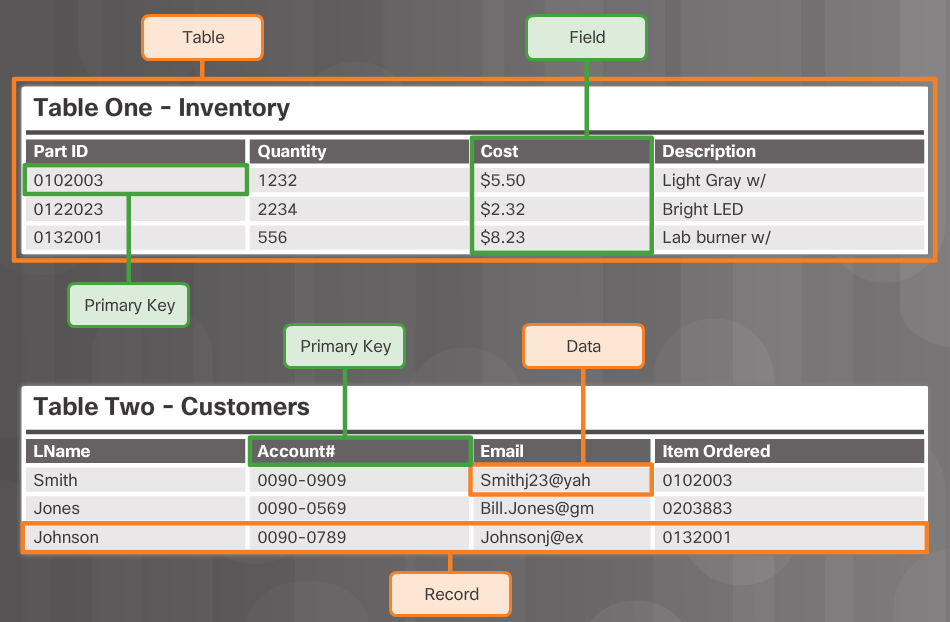 Table
Field
Table One - Inventory
Part ID Quantity Cost Description
0102003 1232 $5.50 Light Gray w/
0122023 2234 $2.32 Bright LED
0132001 556 $8.23 Lab burner w/
Primary Key
Primary Key
Data
Table Two - Customers
LName Account# Email Item Ordered
Smith 0090-0909 Smithj23@yah 0102003
Jones 0090-0569 Bill.Jones@gm 0203883
Johnson 0090-0789 Johnsonj@ex 0132001
Record